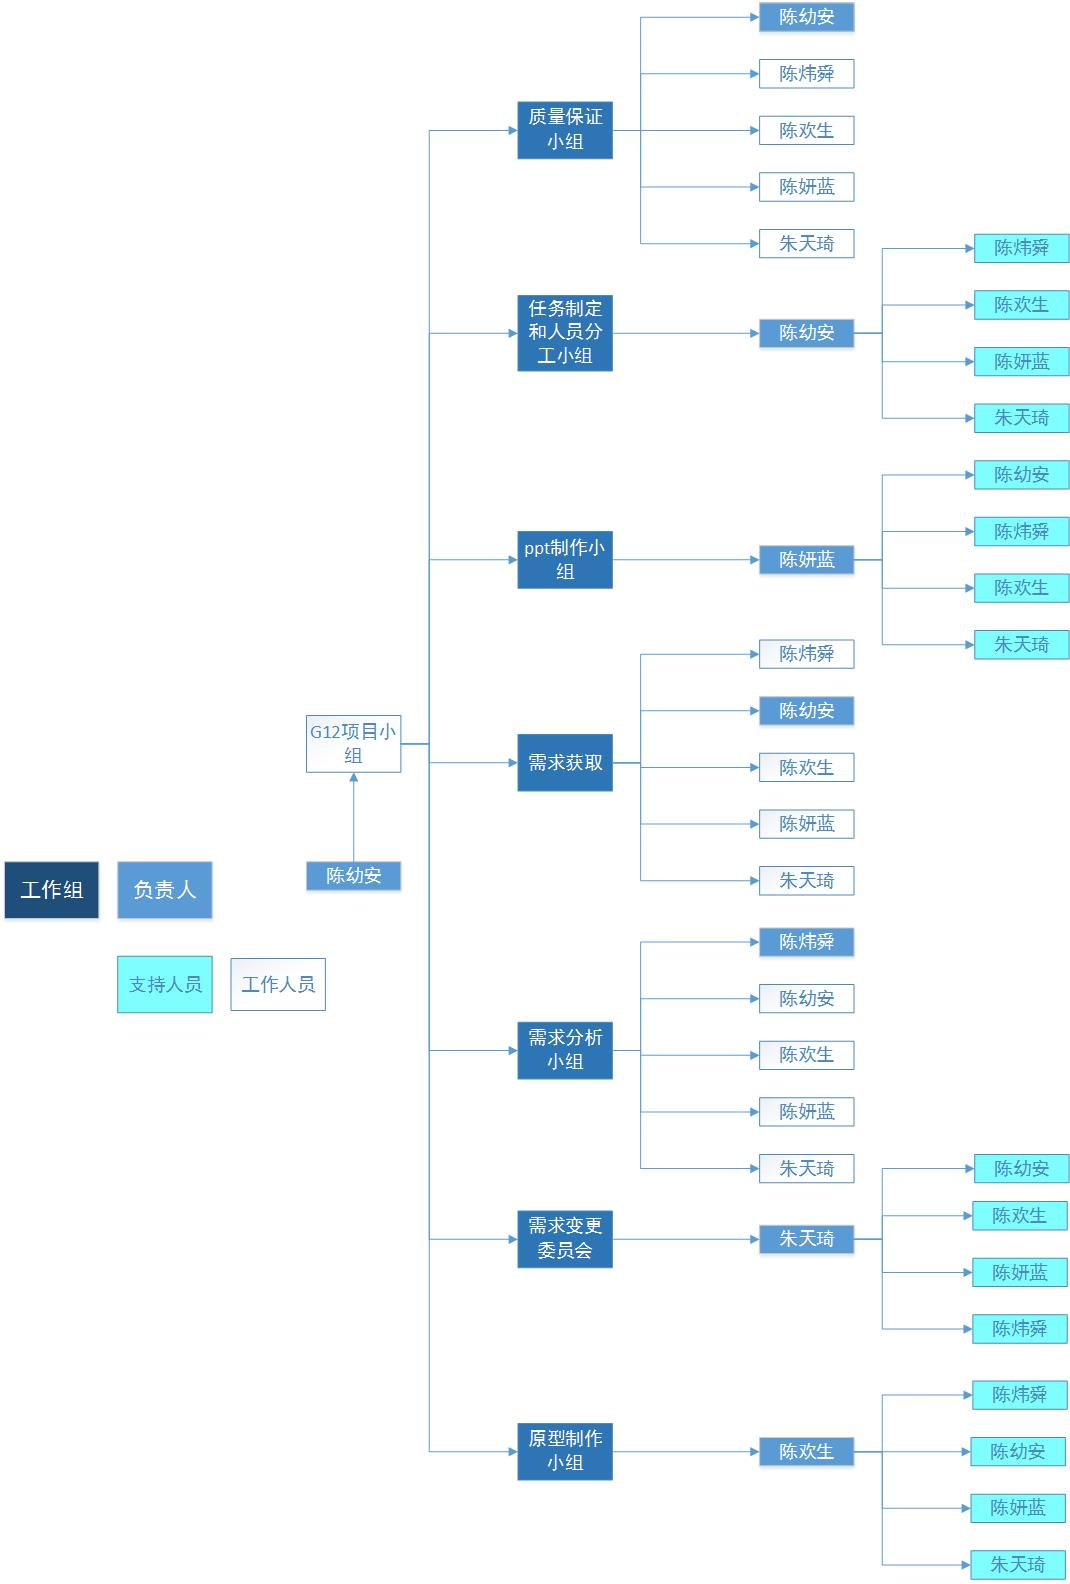 陈幼安
陈炜舜
质量保证
小组
陈欢生
陈妍蓝
朱天琦
陈炜舜
任务制定
和人员分
工小组
陈幼安
陈欢生
陈妍蓝
朱天琦
陈幼安
陈炜舜
ppt制作小
组
陈妍蓝
陈欢生
朱天琦
陈炜舜
G12项目小
组
陈幼安
需求获取
陈欢生
陈妍蓝
陈幼安
朱天琦
工作组
负责人
支持人员
工作人员
陈炜舜
陈幼安
需求分析
小组
陈欢生
陈妍蓝
朱天琦
陈幼安
需求变更
委员会
朱天琦
陈欢生
陈妍蓝
陈炜舜
陈炜舜
原型制作
小组
陈欢生
陈幼安
陈妍蓝
朱天琦